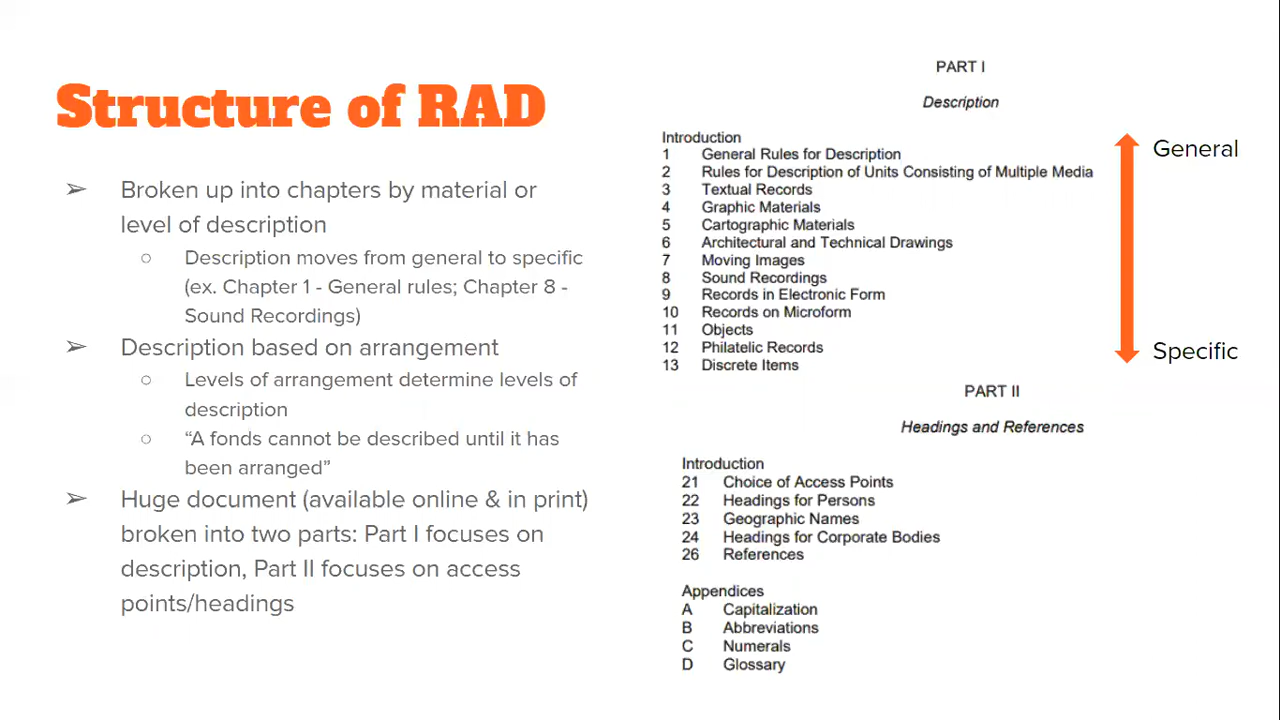 Structure of RAD
➢ Broken up into chapters by material or
level of description
○ Description moves from general to specific
(ex. Chapter 1 - General rules; Chapter 8 -
Sound Recordings)
➢ Description based on arrangement
○ Levels of arrangement determine levels of
description
○ “A fonds cannot be described until it has
been arranged”
➢ Huge document (available online & in print)
broken into two parts: Part I focuses on
description, Part II focuses on access
points/headings
PART I
Description
Introduction
1 General Rules for Description
2 Rules for Description of Units Consisting of Multiple Media
3 Textual Records
4 Graphic Materials
5 Cartographic Materials
6 Architectural and Technical Drawings
7 Moving Images
8 Sound Recordings
9 Records in Electronic Form
10 Records on Microform
11 Objects
12 Philatelic Records
13 Discrete Items
General
Specific
PART II
Headings and References
Introduction
21 Choice of Access Points
22 Headings for Persons
23 Geographic Names
24 Headings for Corporate Bodies
26 References
Appendices
A Capitalization
B Abbreviations
C Numerals
D Glossary